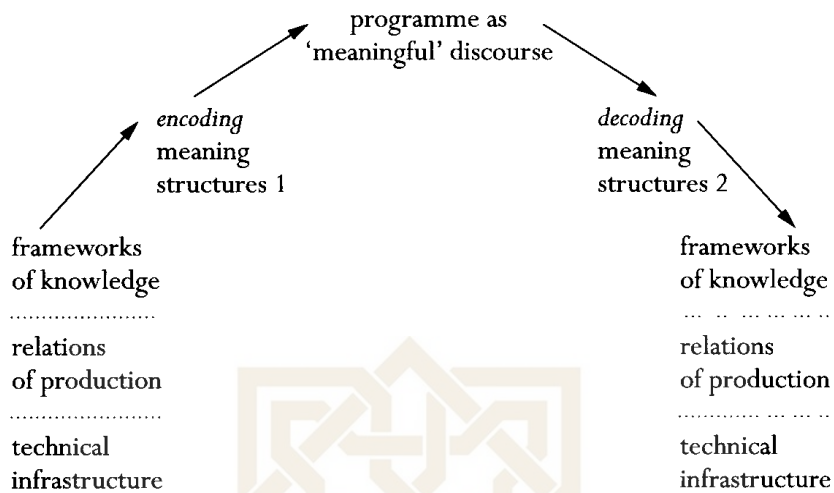 programme as
‘meaningful’ discourse
encoding
meaning
structures 1
decoding
meaning
structures 2
frameworks
of knowledge
relations
of production
technical
infrastructure
frameworks
of knowledge
relations
of production
technical
infrastructure